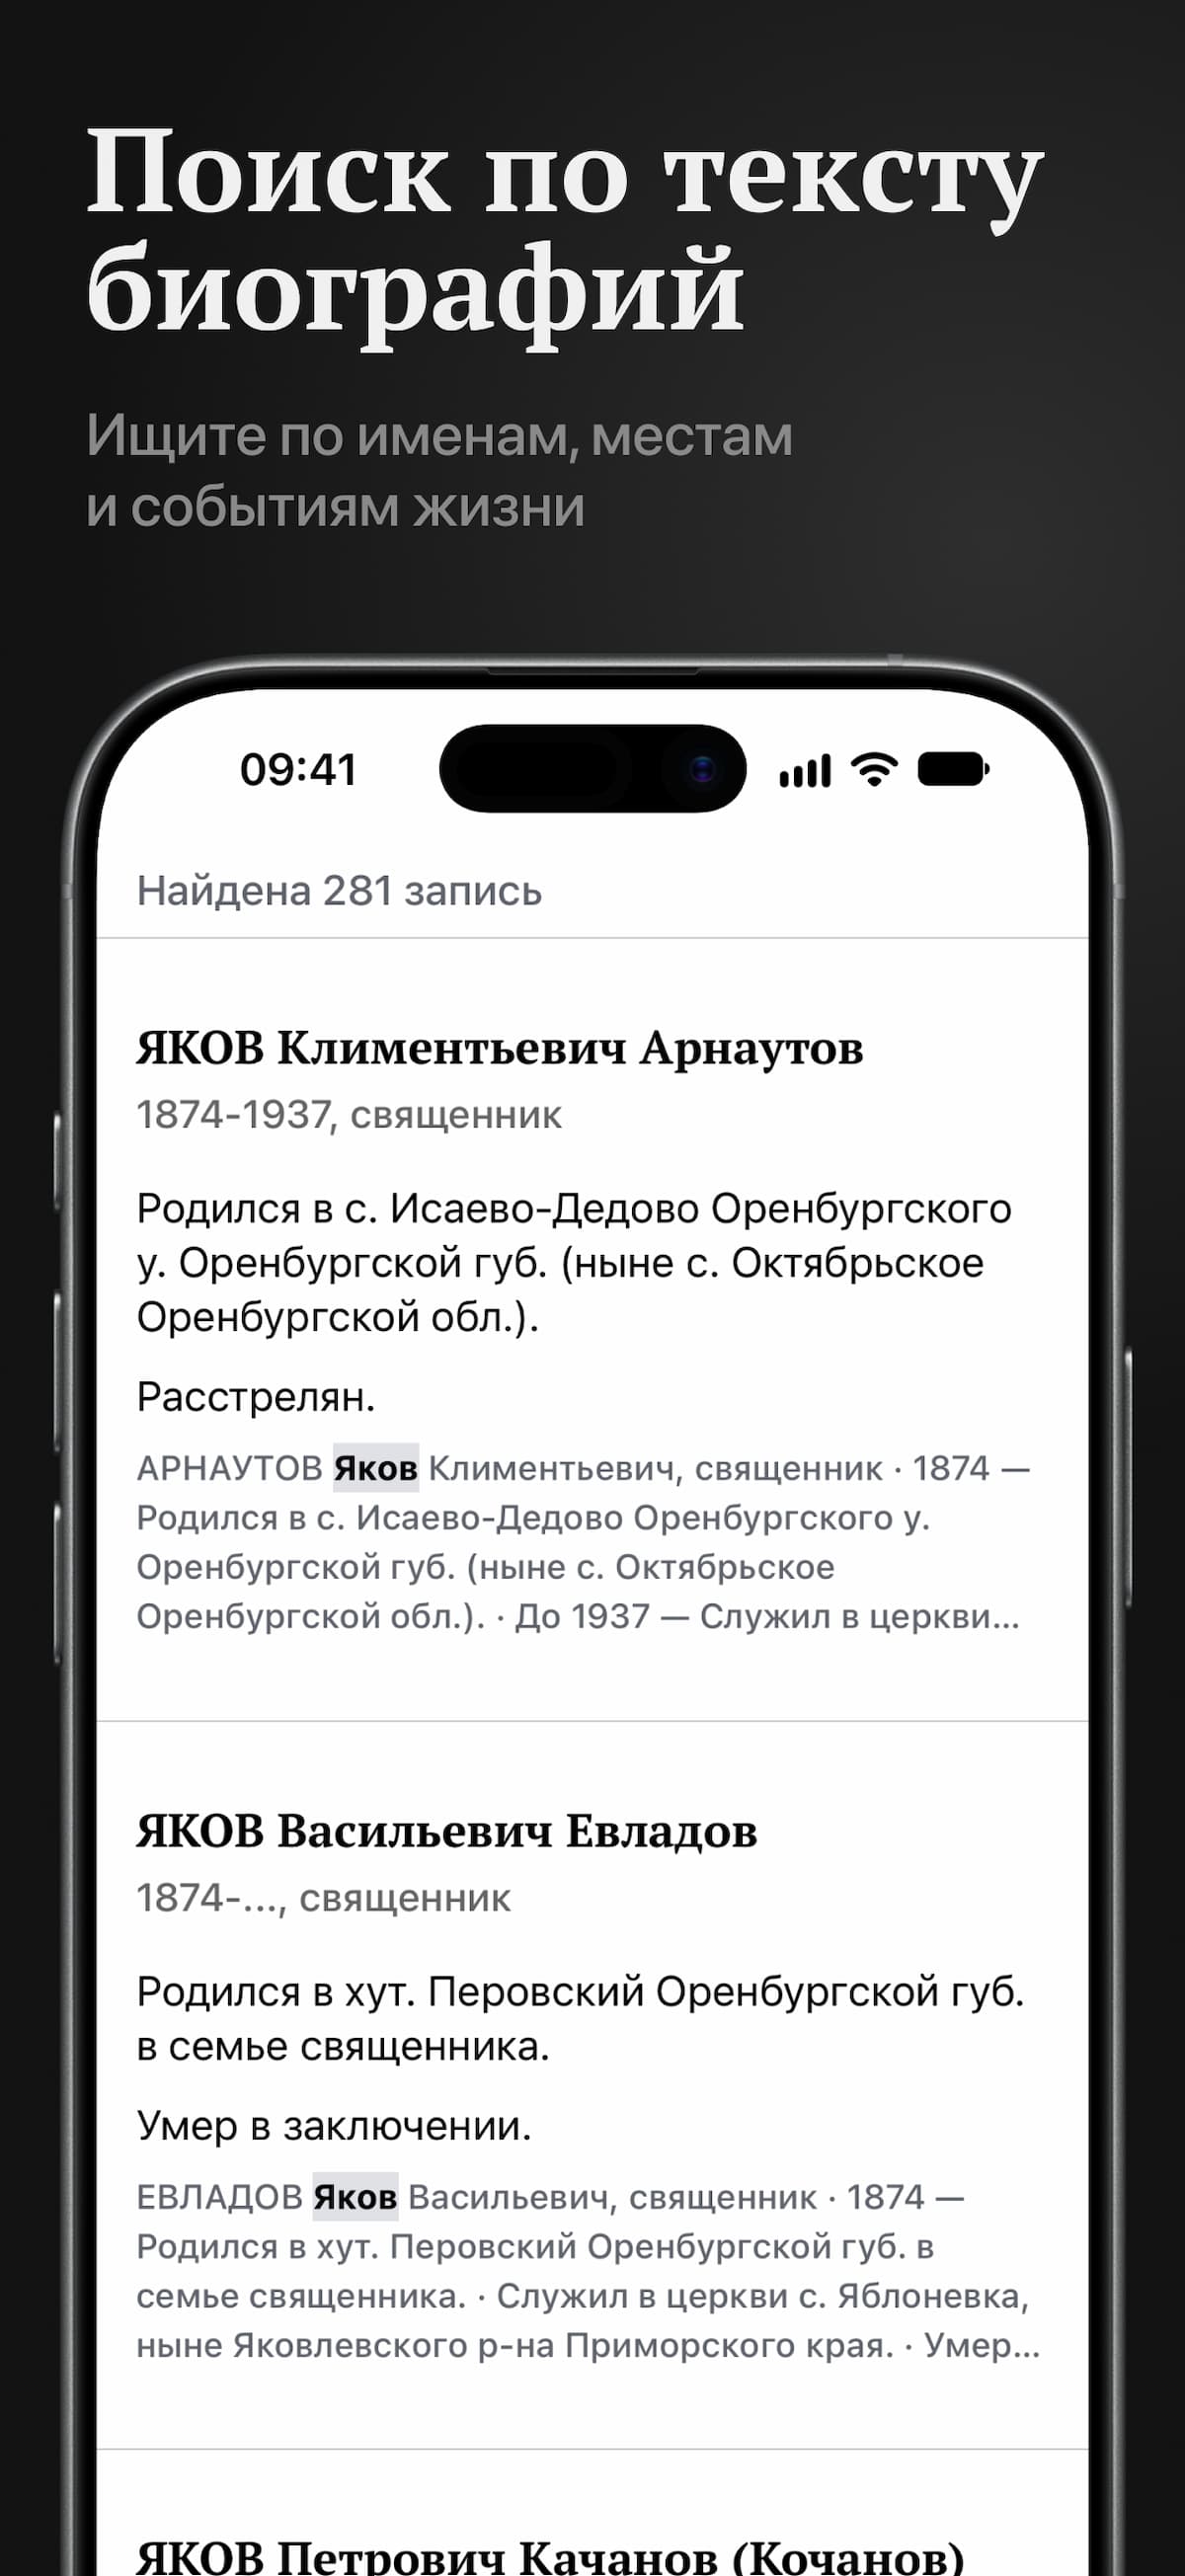 Поиск по тексту
биографий
Ищите по именам, местам
и событиям жизни
09:41
Найдена 281 запись
ЯКОВ Климентьевич Арнаутов
1874-1937, священник
Родился в с. Исаево-Дедово Оренбургского
у. Оренбургской губ. (ныне с. Октябрьское
Оренбургской обл.).
Расстрелян.
АРНАУТОВ Яков Климентьевич, священник · 1874 —
Родился в с. Исаево-Дедово Оренбургского у.
Оренбургской губ. (ныне с. Октябрьское
Оренбургской обл.). · До 1937 — Служил в церкви...
ЯКОВ Васильевич Евладов
1874-..., священник
Родился в хут. Перовский Оренбургской губ.
в семье священника.
Умер в заключении.
ЕВЛАДОВ Яков Васильевич, священник · 1874 —
Родился в хут. Перовский Оренбургской губ. в
семье священника. · Служил в церкви с. Яблоневка,
ныне Яковлевского р-на Приморского края. · Умер...
ЯКОВ Петрович Качанов (Кочанов)